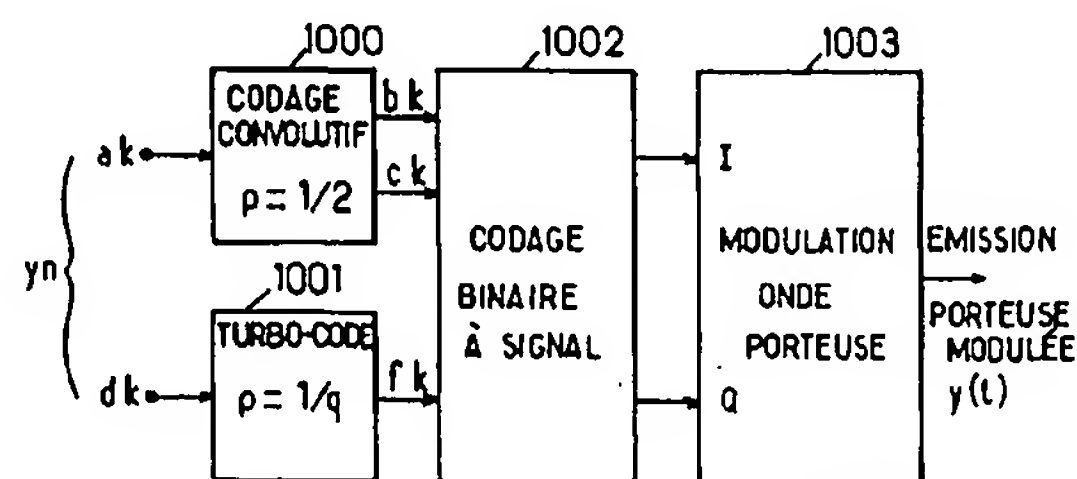 1000
1002
1003
CODAGE
CONVOLUTIF
ρ = 1/2
ak
bk
ck
yn
1001
TURBO-CODE
ρ = 1/q
dk
fk
CODAGE
BINAIRE
À SIGNAL
I
MODULATION
ONDE
PORTEUSE
Q
EMISSION
PORTEUSE
MODULÉE
y(t)